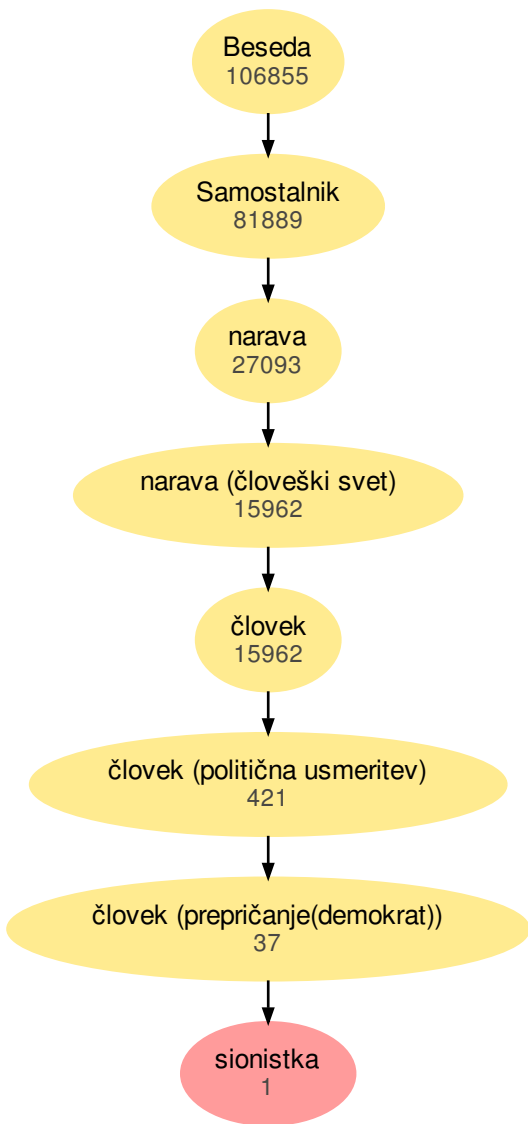 Beseda
106855
Samostalnik
81889
narava
27093
narava (človeški svet)
15962
človek
15962
človek (politična usmeritev)
421
človek (prepričanje(demokrat))
37
sionistka
1